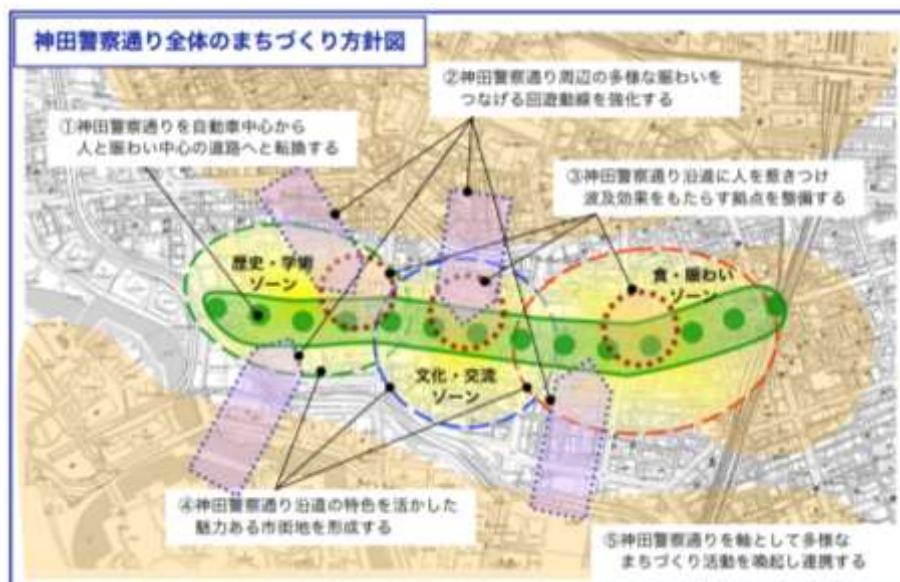 神田警察通り全体のまちづくり方針図
②神田警察通り周辺の多様な賑わいを
つなげる回遊動線を強化する
①神田警察通りを自動車中心から
人と賑わい中心の道路へと転換する
③神田警察通り沿道に人を惹きつけ
波及効果をもたらす拠点を整備する
歴史・学術
ゾーン
食・賑わい
ゾーン
文化・交流
ゾーン
④神田警察通り沿道の特色を活かした
魅力ある市街地を形成する
⑤神田警察通りを軸として多様な
まちづくり活動を喚起し連携する